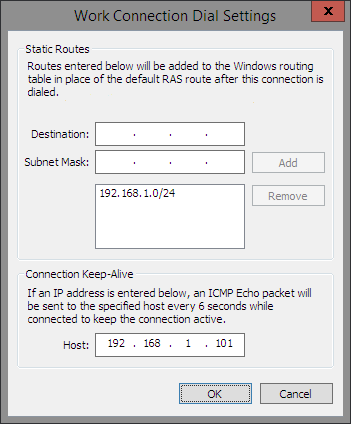 Work Connection Dial Settings
x
Static Routes
Routes entered below will be added to the Windows routing
table in place of the default RAS route after this connection is
dialed.
Destination: . . .
Subnet Mask: . . . Add
192.168.1.0/24
Remove
Connection Keep-Alive
If an IP address is entered below, an ICMP Echo packet will
be sent to the specified host every 6 seconds while
connected to keep the connection active.
Host: 192 . 168 . 1 . 101
OK Cancel